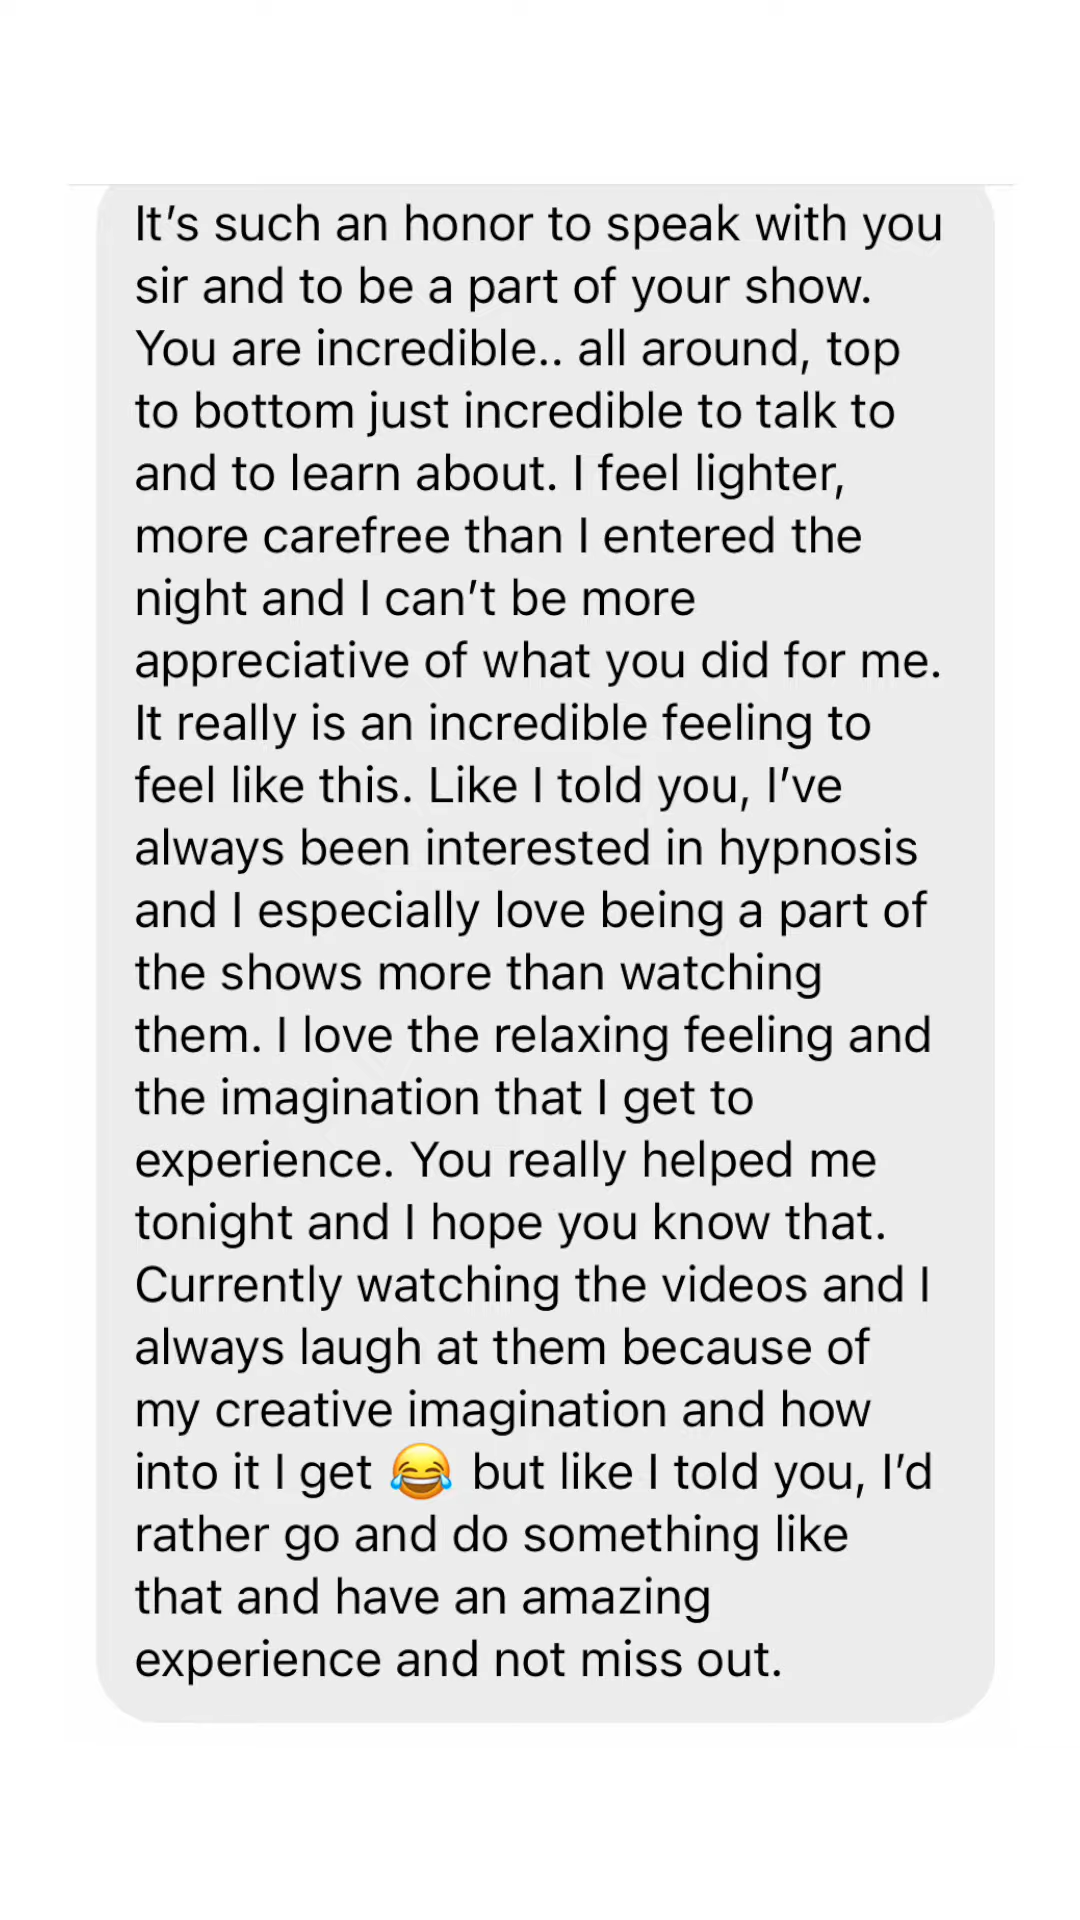 It’s such an honor to speak with you
sir and to be a part of your show.
You are incredible.. all around, top
to bottom just incredible to talk to
and to learn about. I feel lighter,
more carefree than I entered the
night and I can’t be more
appreciative of what you did for me.
It really is an incredible feeling to
feel like this. Like I told you, I’ve
always been interested in hypnosis
and I especially love being a part of
the shows more than watching
them. I love the relaxing feeling and
the imagination that I get to
experience. You really helped me
tonight and I hope you know that.
Currently watching the videos and I
always laugh at them because of
my creative imagination and how
into it I get 😂 but like I told you, I’d
rather go and do something like
that and have an amazing
experience and not miss out.